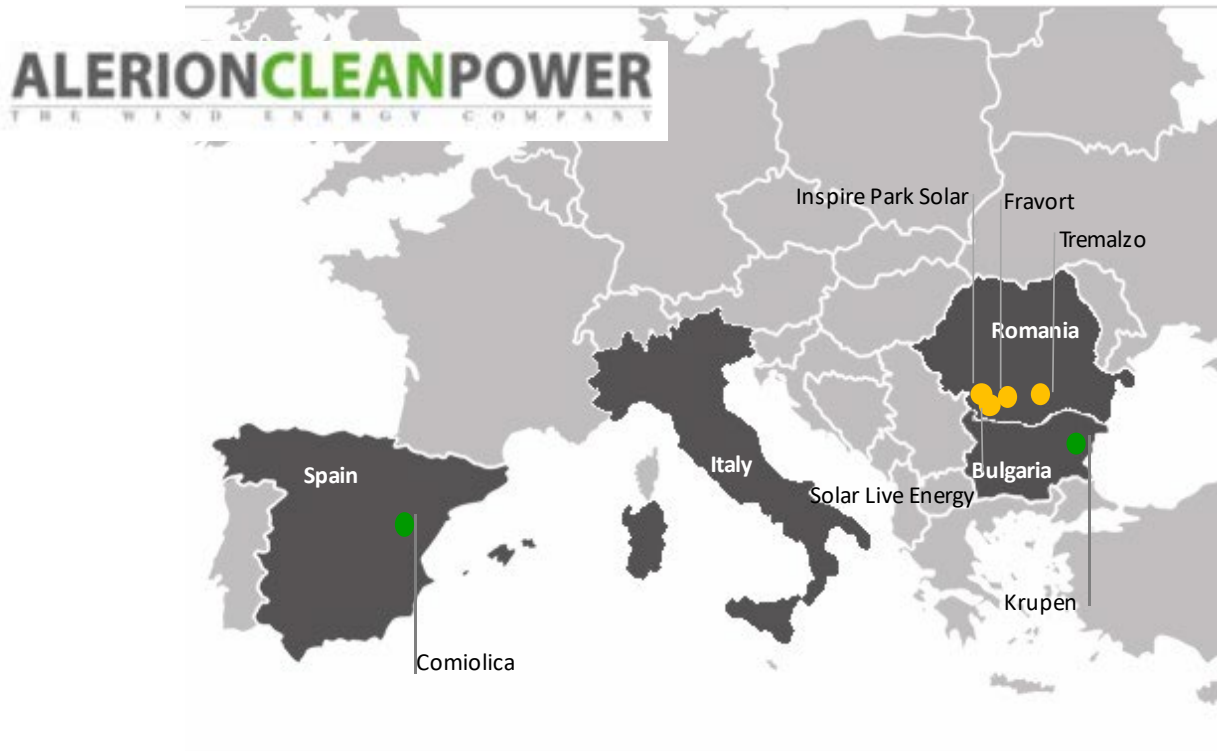 ALERIONCLEANPOWER
THE WIND ENERGY COMPANY
Inspire Park Solar
Fravort
Tremalzo
Romania
Italy
Spain
Bulgaria
Solar Live Energy
Krupen
Comiolica